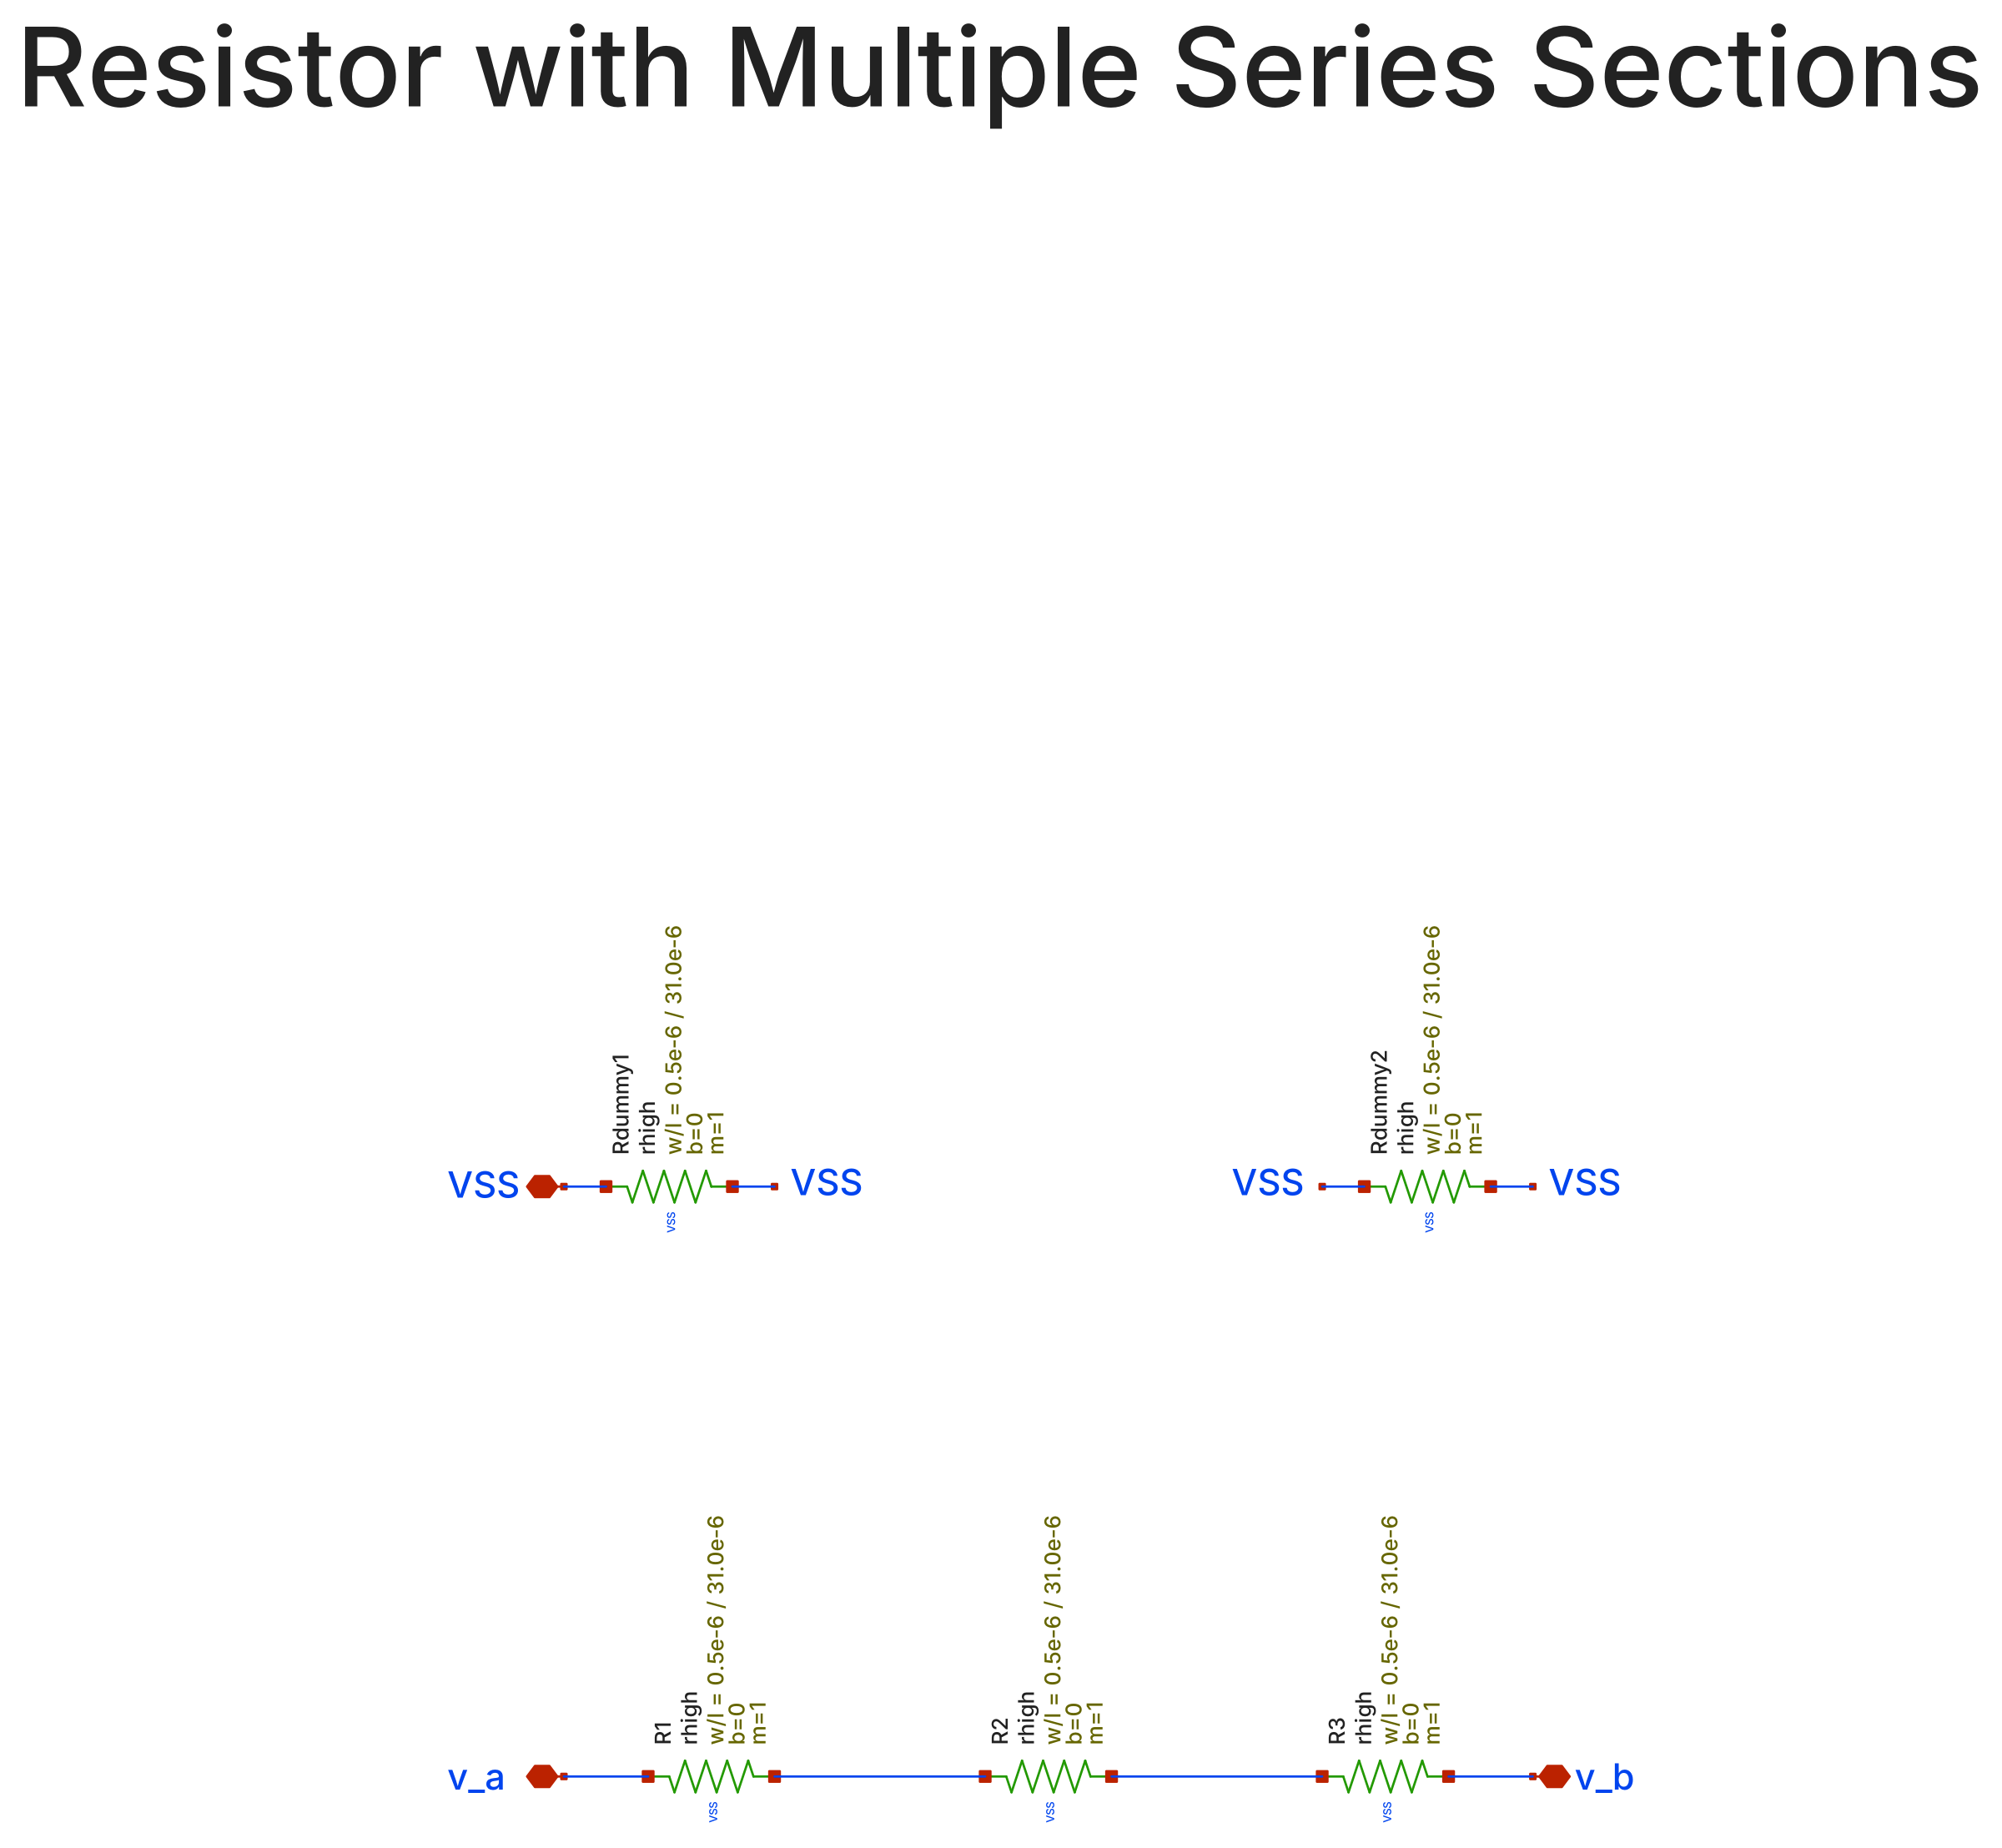 Resistor with Multiple Series Sections
Rdummy1
rhigh
w/l = 0.5e-6 / 31.0e-6
b=0
m=1
VSS
VSS
vss
Rdummy2
rhigh
w/l = 0.5e-6 / 31.0e-6
b=0
m=1
VSS
VSS
vss
R1
rhigh
w/l = 0.5e-6 / 31.0e-6
b=0
m=1
v_a
vss
R2
rhigh
w/l = 0.5e-6 / 31.0e-6
b=0
m=1
vss
R3
rhigh
w/l = 0.5e-6 / 31.0e-6
b=0
m=1
vss
v_b